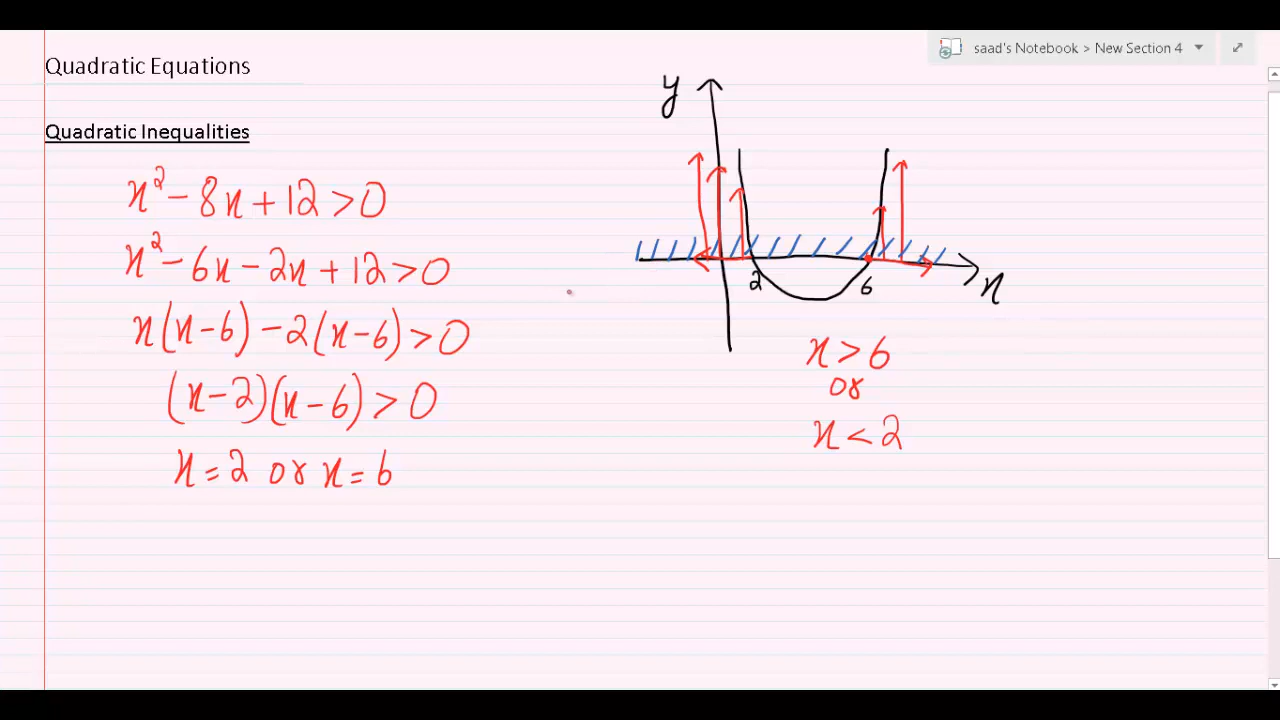 saad's Notebook > New Section 4
Quadratic Equations
Quadratic Inequalities
x² - 8x + 12 > 0
x² - 6x - 2x + 12 > 0
x(x-6) - 2(x-6) > 0
(x-2)(x-6) > 0
x = 2 or x = 6
y
2
6
x
x > 6
or
x < 2